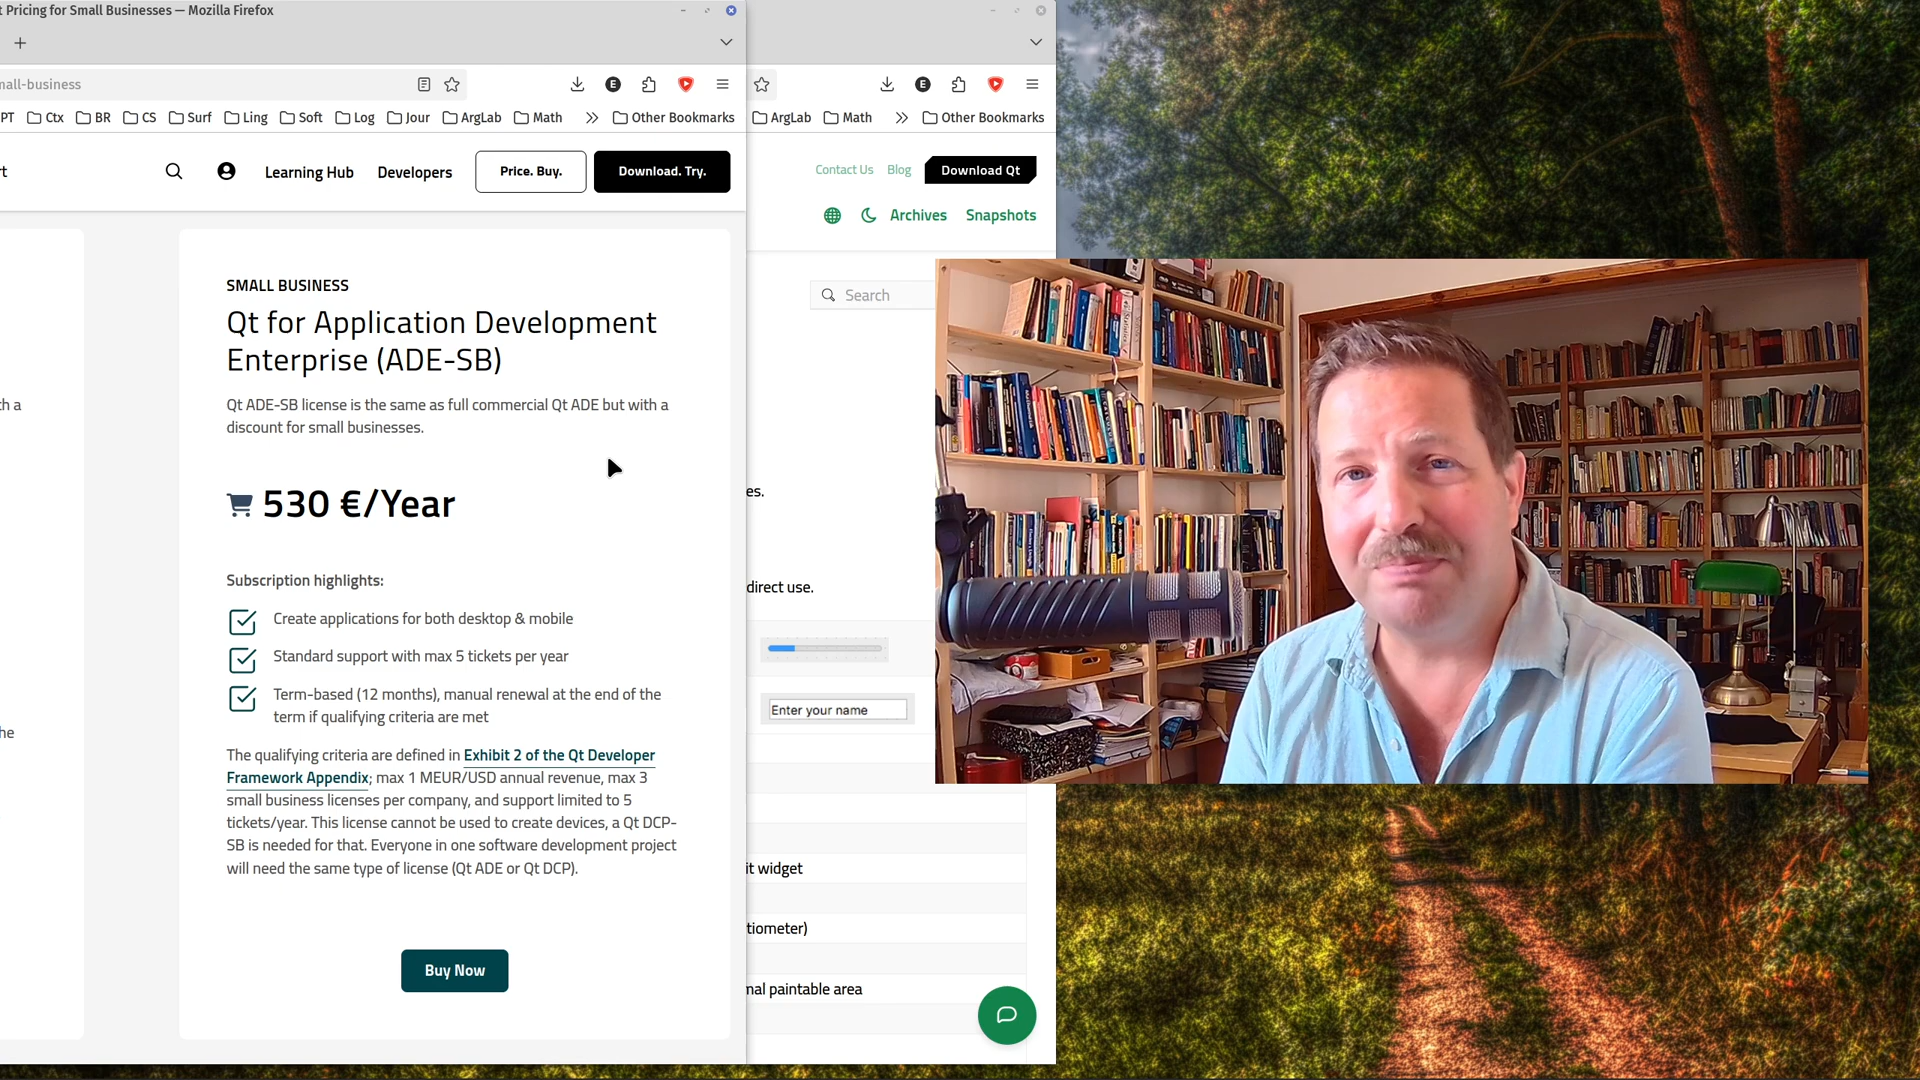 t Pricing for Small Businesses — Mozilla Firefox
nall-business
PT Ctx BR CS Surf Ling Soft Log Jour ArgLab Math Other Bookmarks
ArgLab Math Other Bookmarks
Learning Hub Developers Price. Buy. Download. Try.
Contact Us Blog Download Qt
Archives Snapshots
Search
SMALL BUSINESS
Qt for Application Development
Enterprise (ADE-SB)
th a
Qt ADE-SB license is the same as full commercial Qt ADE but with a
discount for small businesses.
530 €/Year
es.
Subscription highlights:
direct use.
Create applications for both desktop & mobile
Standard support with max 5 tickets per year
Term-based (12 months), manual renewal at the end of the
term if qualifying criteria are met
Enter your name
he
The qualifying criteria are defined in Exhibit 2 of the Qt Developer
Framework Appendix; max 1 MEUR/USD annual revenue, max 3
small business licenses per company, and support limited to 5
tickets/year. This license cannot be used to create devices, a Qt DCP-
SB is needed for that. Everyone in one software development project
will need the same type of license (Qt ADE or Qt DCP).
it widget
tiometer)
Buy Now
mal paintable area